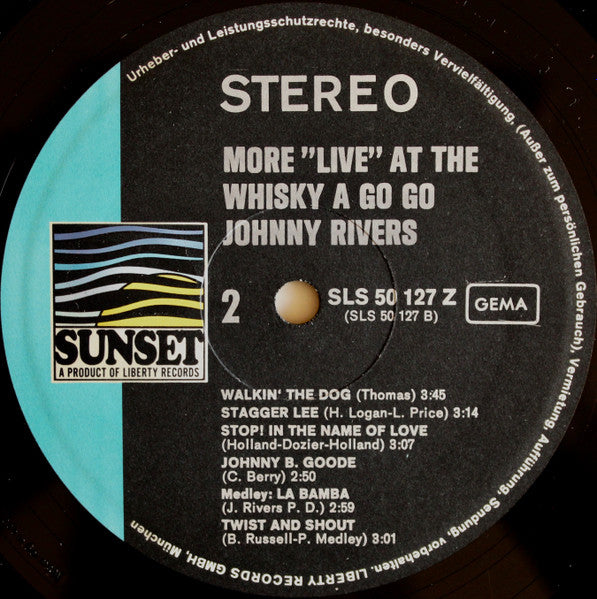 Urheber- und Leistungsschutzrechte, besonders Vervielfältigung, (Außer zum persönlichen Gebrauch), Vermietung, Aufführung, Sendung, vorbehalten. LIBERTY RECORDS GMBH, München
STEREO
MORE "LIVE" AT THE
WHISKY A GO GO
JOHNNY RIVERS
2
SLS 50 127 Z
(SLS 50 127 B)
GEMA
SUNSET
A PRODUCT OF LIBERTY RECORDS
WALKIN' THE DOG (Thomas) 3:45
STAGGER LEE (H. Logan-L. Price) 3:14
STOP! IN THE NAME OF LOVE
(Holland-Dozier-Holland) 3:07
JOHNNY B. GOODE
(C. Berry) 2:50
Medley: LA BAMBA
(J. Rivers P. D.) 2:59
TWIST AND SHOUT
(B. Russell-P. Medley) 3:01